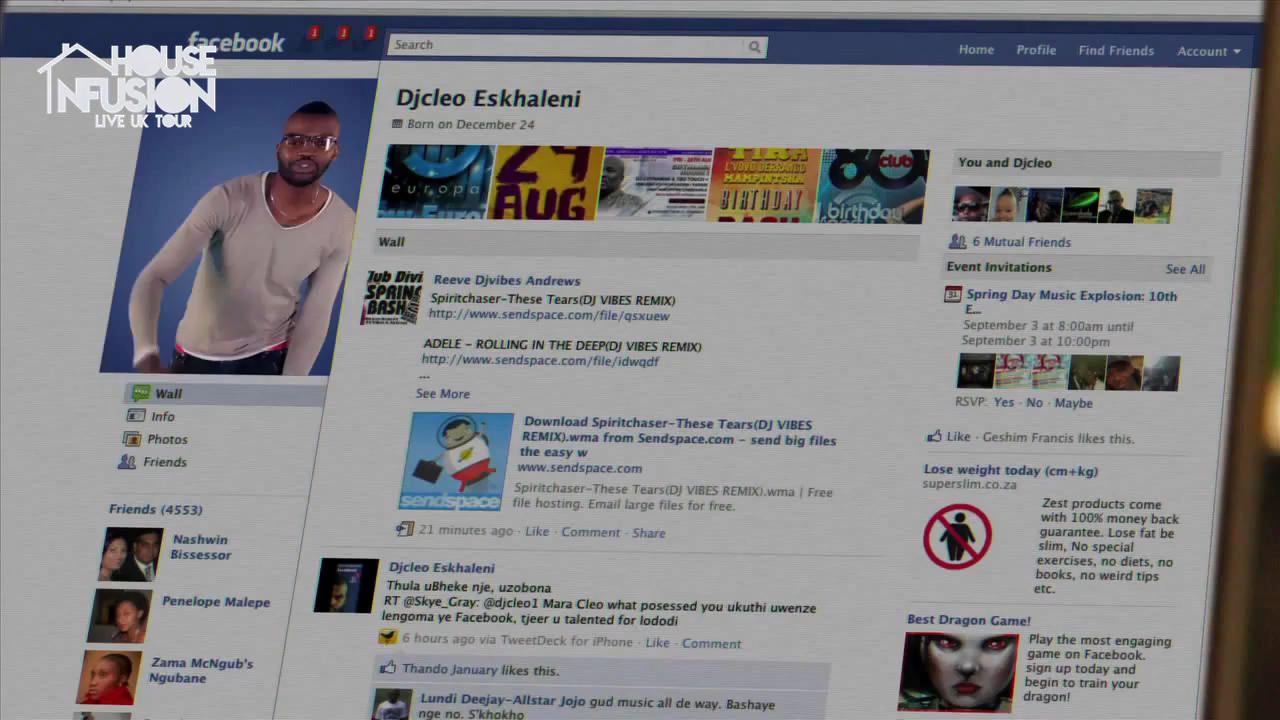 HOUSE
INFUSION
LIVE UK TOUR
facebook
1 1 1
Search
Home Profile Find Friends Account
Djcleo Eskhaleni
Born on December 24
europa
AUG
BIRTHDAY
club
birthday
Wall
Reeve Djvibes Andrews
Spiritchaser-These Tears(DJ VIBES REMIX)
http://www.sendspace.com/file/qsxuew
ADELE - ROLLING IN THE DEEP(DJ VIBES REMIX)
http://www.sendspace.com/file/idwqdf
...
See More
sendspace
Download Spiritchaser-These Tears(DJ VIBES
REMIX).wma from Sendspace.com - send big files
the easy w
www.sendspace.com
Spiritchaser-These Tears(DJ VIBES REMIX).wma | Free
file hosting. Email large files for free.
21 minutes ago · Like · Comment · Share
Djcleo Eskhaleni
Thula uBheke nje, uzobona
RT @Skye_Gray: @djcleo1 Mara Cleo what posessed you ukuthi uwenze
lengoma ye Facebook, tjeer u talented for lododi
6 hours ago via TweetDeck for iPhone · Like · Comment
Thando January likes this.
Lundi Deejay-Allstar Jojo gud music all de way. Bashaye
nge no. S'khokho
Wall
Info
Photos
Friends
Friends (4553)
Nashwin
Bissessor
Penelope Malepe
Zama McNgub's
Ngubane
You and Djcleo
6 Mutual Friends
Event Invitations See All
31
Spring Day Music Explosion: 10th
E...
September 3 at 8:00am until
September 3 at 10:00pm
RSVP: Yes · No · Maybe
Like · Geshim Francis likes this.
Lose weight today (cm+kg)
superslim.co.za
Zest products come
with 100% money back
guarantee. Lose fat be
slim, No special
exercises, no diets, no
books, no weird tips
etc.
Best Dragon Game!
Play the most engaging
game on Facebook.
sign up today and
begin to train your
dragon!